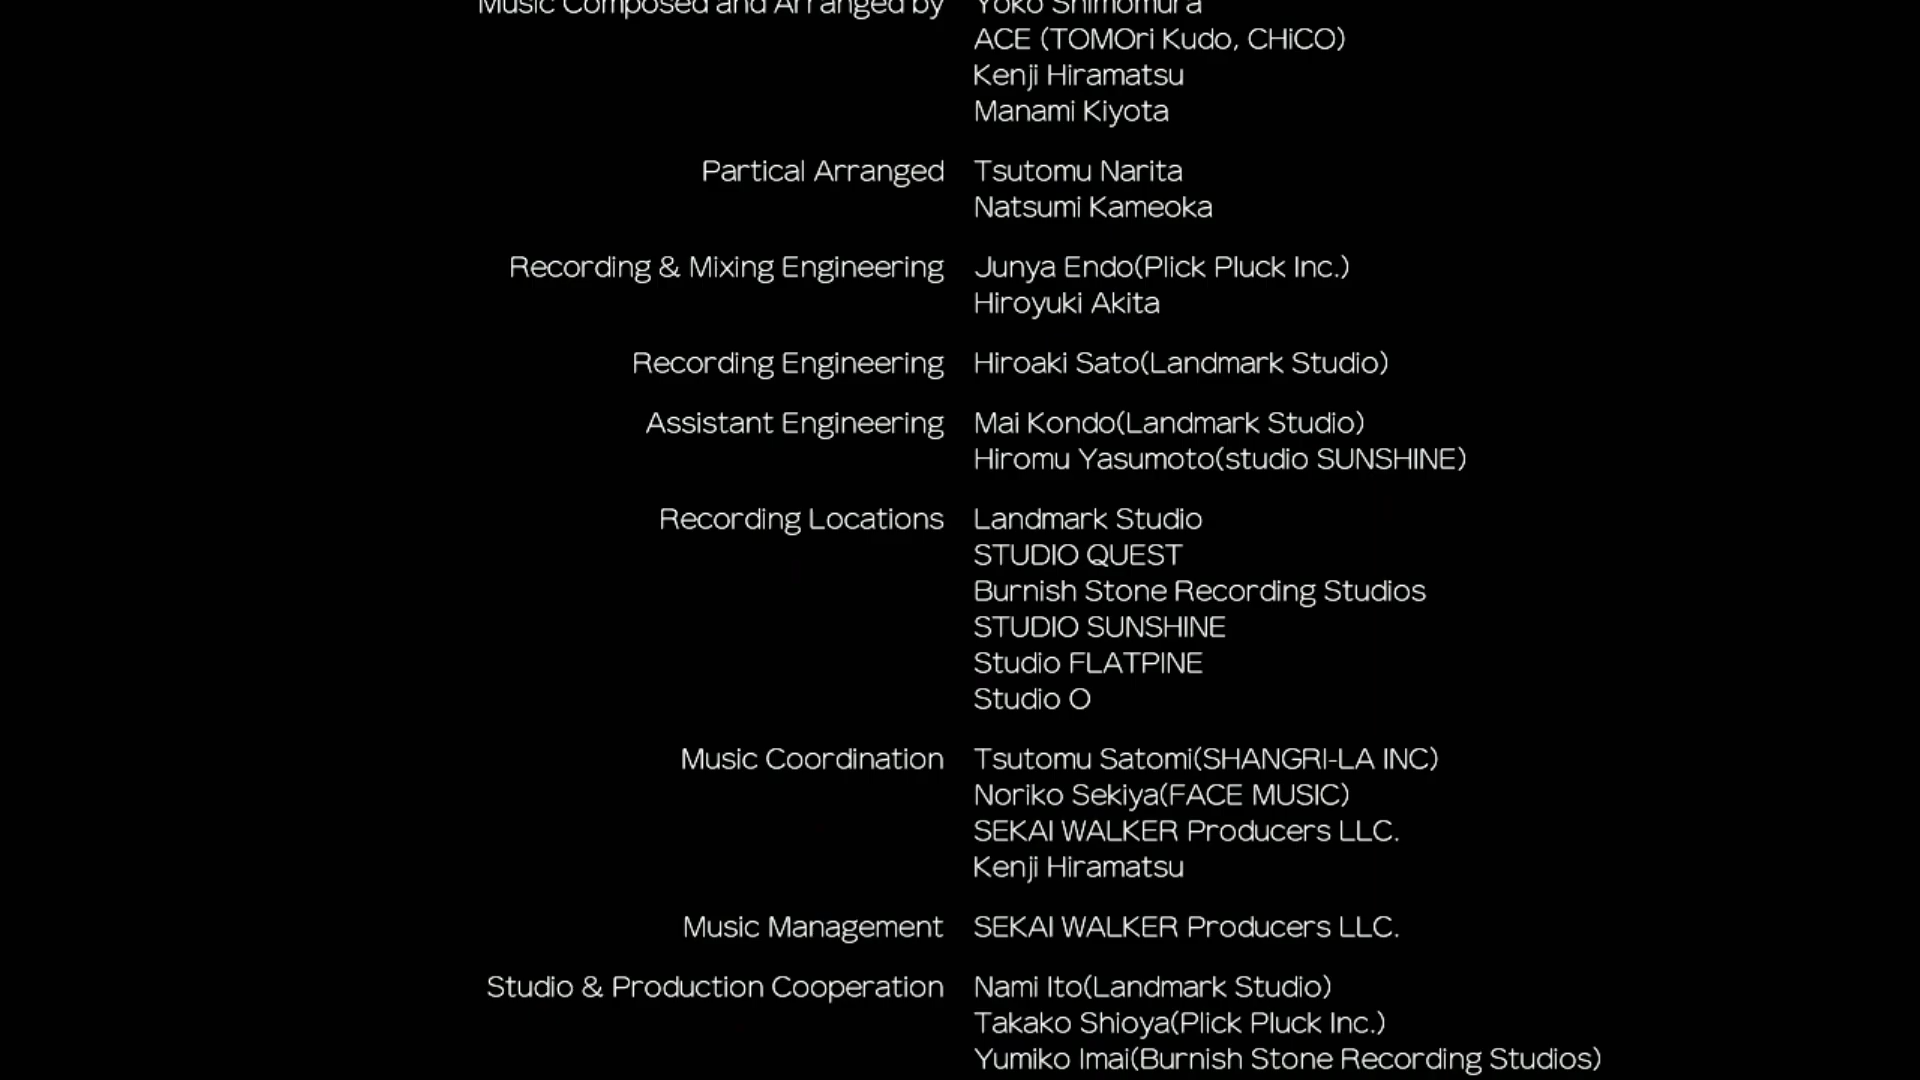 Music Composed and Arranged by Yoko Shimomura
ACE (TOMOri Kudo, CHiCO)
Kenji Hiramatsu
Manami Kiyota
Partical Arranged Tsutomu Narita
Natsumi Kameoka
Recording & Mixing Engineering Junya Endo(Plick Pluck Inc.)
Hiroyuki Akita
Recording Engineering Hiroaki Sato(Landmark Studio)
Assistant Engineering Mai Kondo(Landmark Studio)
Hiromu Yasumoto(studio SUNSHINE)
Recording Locations Landmark Studio
STUDIO QUEST
Burnish Stone Recording Studios
STUDIO SUNSHINE
Studio FLATPINE
Studio O
Music Coordination Tsutomu Satomi(SHANGRI-LA INC)
Noriko Sekiya(FACE MUSIC)
SEKAI WALKER Producers LLC.
Kenji Hiramatsu
Music Management SEKAI WALKER Producers LLC.
Studio & Production Cooperation Nami Ito(Landmark Studio)
Takako Shioya(Plick Pluck Inc.)
Yumiko Imai(Burnish Stone Recording Studios)